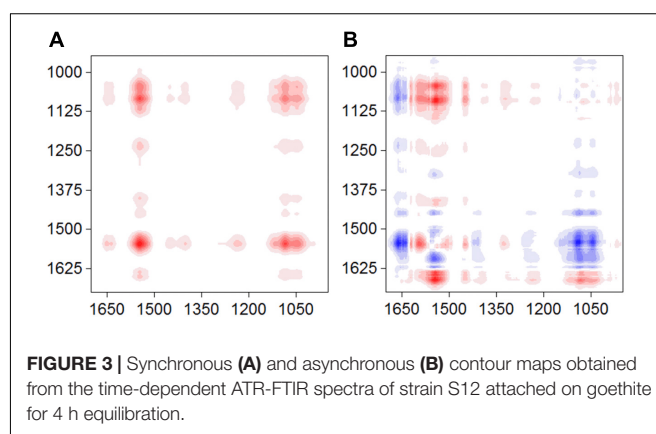 A
B
1000
1125
1250
1375
1500
1625
1650 1500 1350 1200 1050
1000
1125
1250
1375
1500
1625
1650 1500 1350 1200 1050
FIGURE 3 | Synchronous (A) and asynchronous (B) contour maps obtained
from the time-dependent ATR-FTIR spectra of strain S12 attached on goethite
for 4 h equilibration.